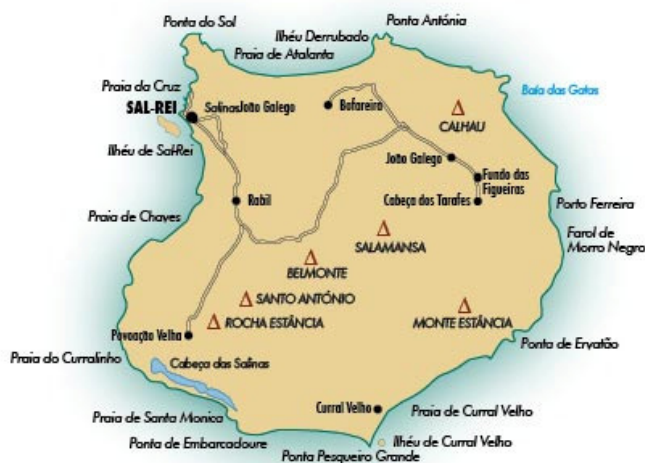 Ponta do Sol
Ponta Antónia
Ilhéu Derrubado
Praia de Atalanta
Praia da Cruz
Baía das Gatas
SAL-REI
Salinas
João Galego
Bofareira
CALHAU
Ilhéu de Sal-Rei
João Galego
Fundo das
Figueiras
Rabil
Cabeça dos Tarafes
Porto Ferreira
Praia de Chaves
Farol de
Morro Negro
SALAMSA
BELMONTE
SANTO ANTÓNIO
ROCHA ESTÂNCIA
MONTE ESTÂNCIA
Povoação Velha
Ponta de Ervatão
Praia do Curralinho
Cabeça das Salinas
Praia de Santa Monica
Curral Velho
Praia de Curral Velho
Ponta de Embarcadoure
Ilhéu de Curral Velho
Ponta Pesqueiro Grande